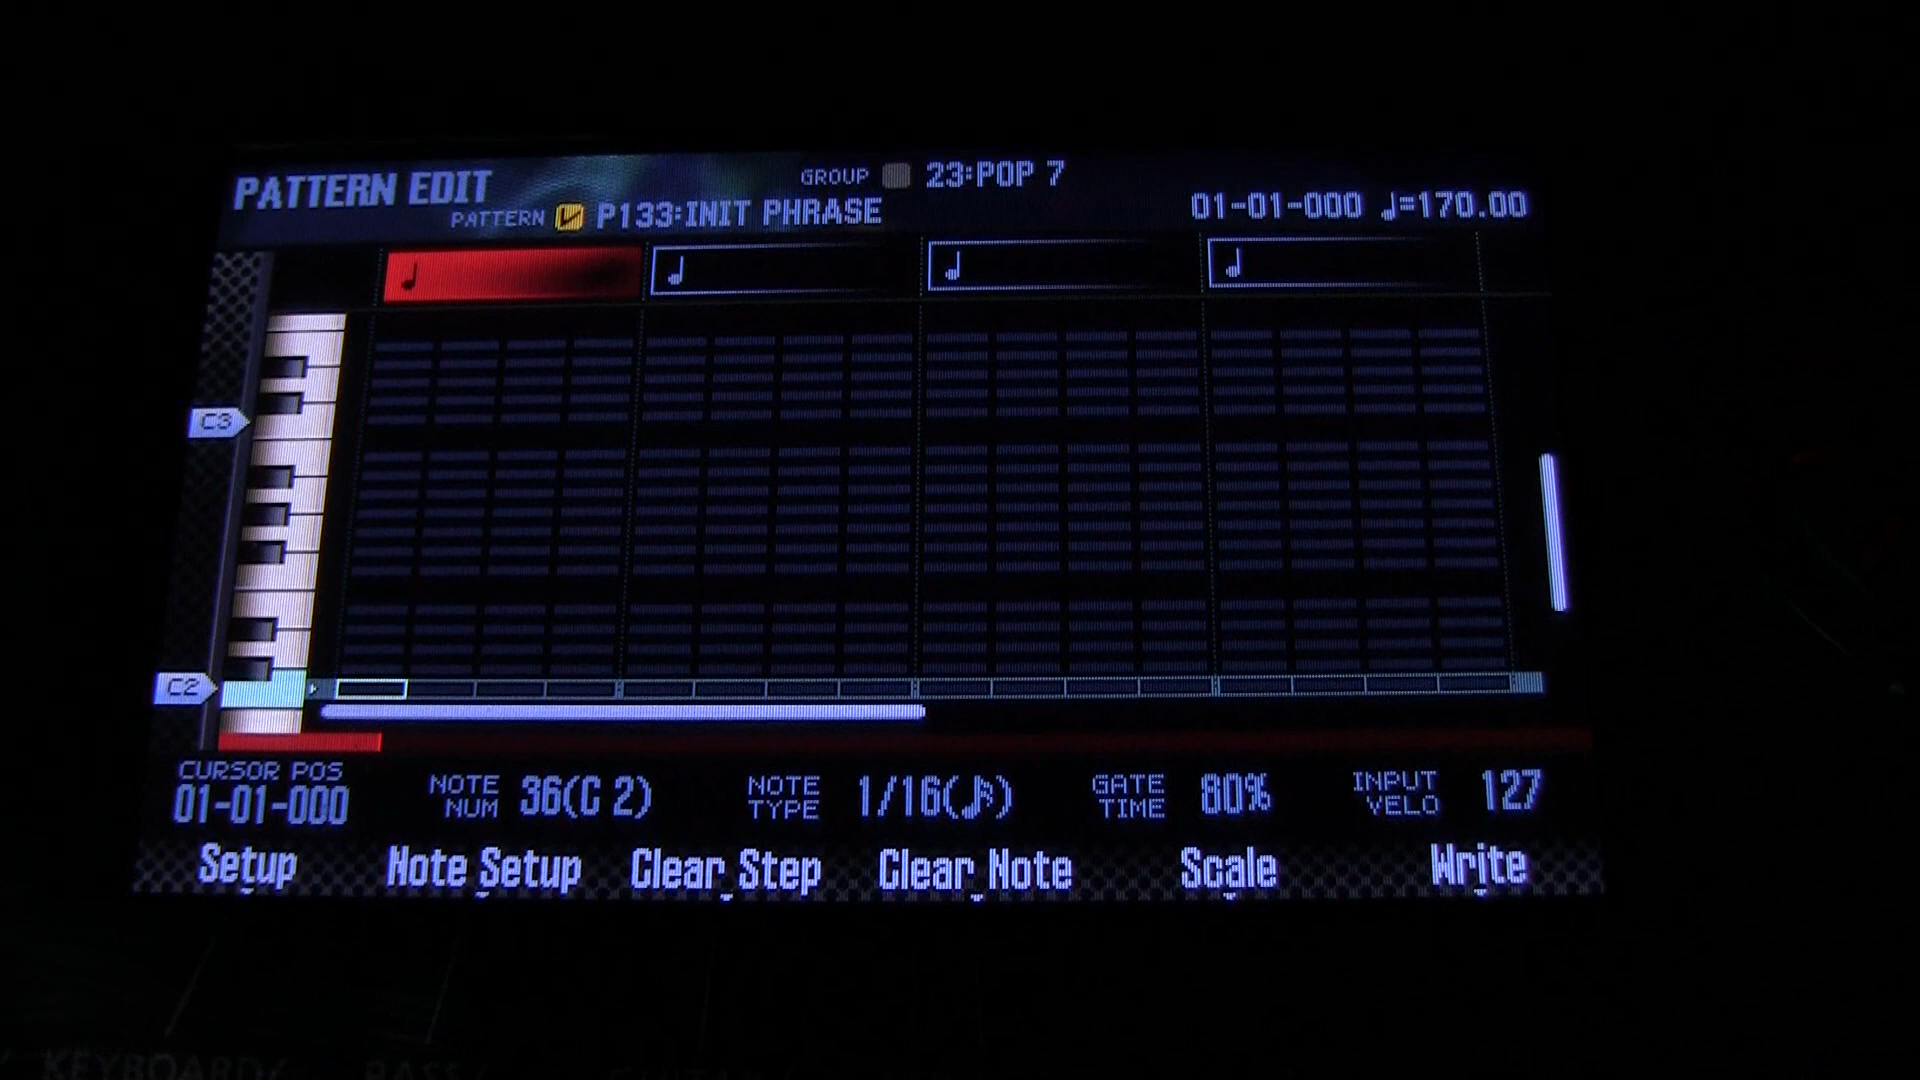 PATTERN EDIT
GROUP 23:POP 7
PATTERN P133:INIT PHRASE
01-01-000 ♩=170.00
C3
C2
CURSOR POS
01-01-000
NOTE NUM 36(C 2)
NOTE TYPE 1/16(♪)
GATE TIME 80%
INPUT VELO 127
Setup Note Setup Clear Step Clear Note Scale Write
KEYBOARD/ BASS/